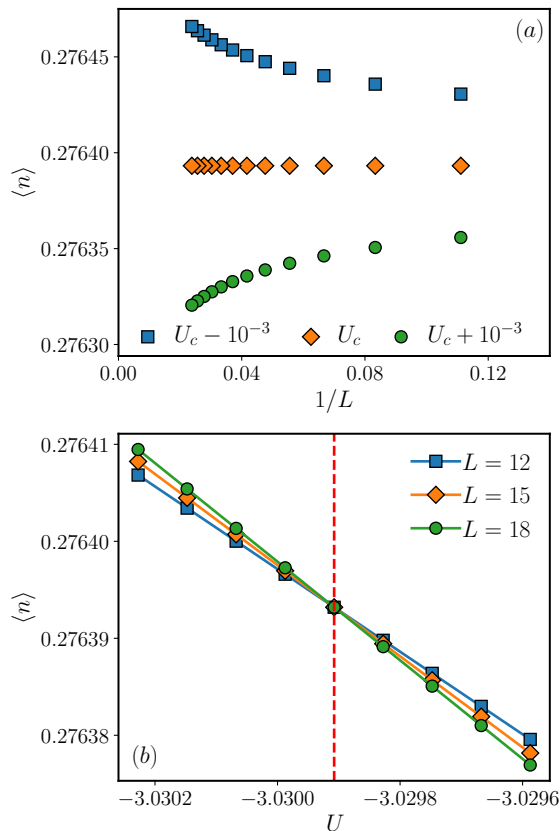 (a)
0.27645
0.27640
0.27635
0.27630
⟨n⟩
U_c − 10^{−3} U_c U_c + 10^{−3}
0.00 0.04 0.08 0.12
1/L
0.27641
0.27640
0.27639
0.27638
⟨n⟩
L = 12
L = 15
L = 18
(b)
−3.0302 −3.0300 −3.0298 −3.0296
U